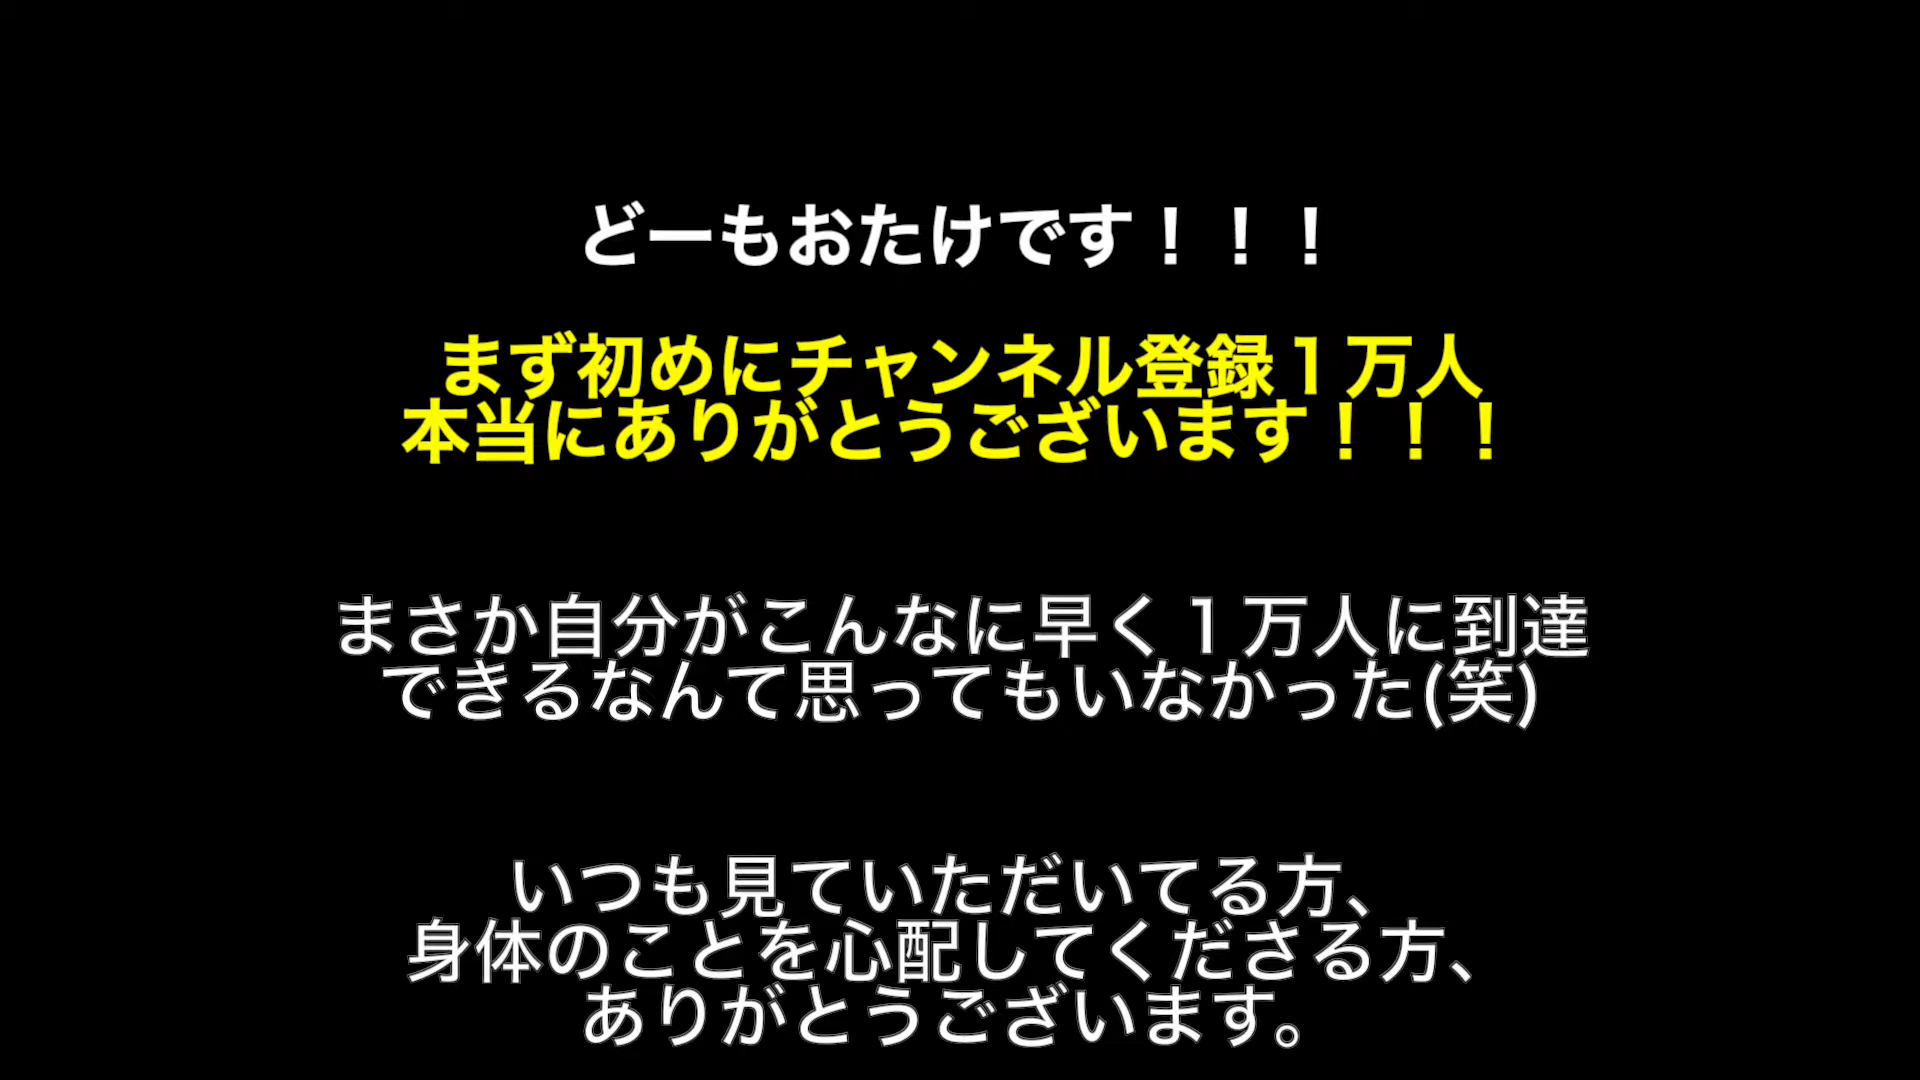 どーもおたけです！！！
まず初めにチャンネル登録１万人
本当にありがとうございます！！！
まさか自分がこんなに早く１万人に到達
できるなんて思ってもいなかった(笑)
いつも見ていただいてる方、
身体のことを心配してくださる方、
ありがとうございます。